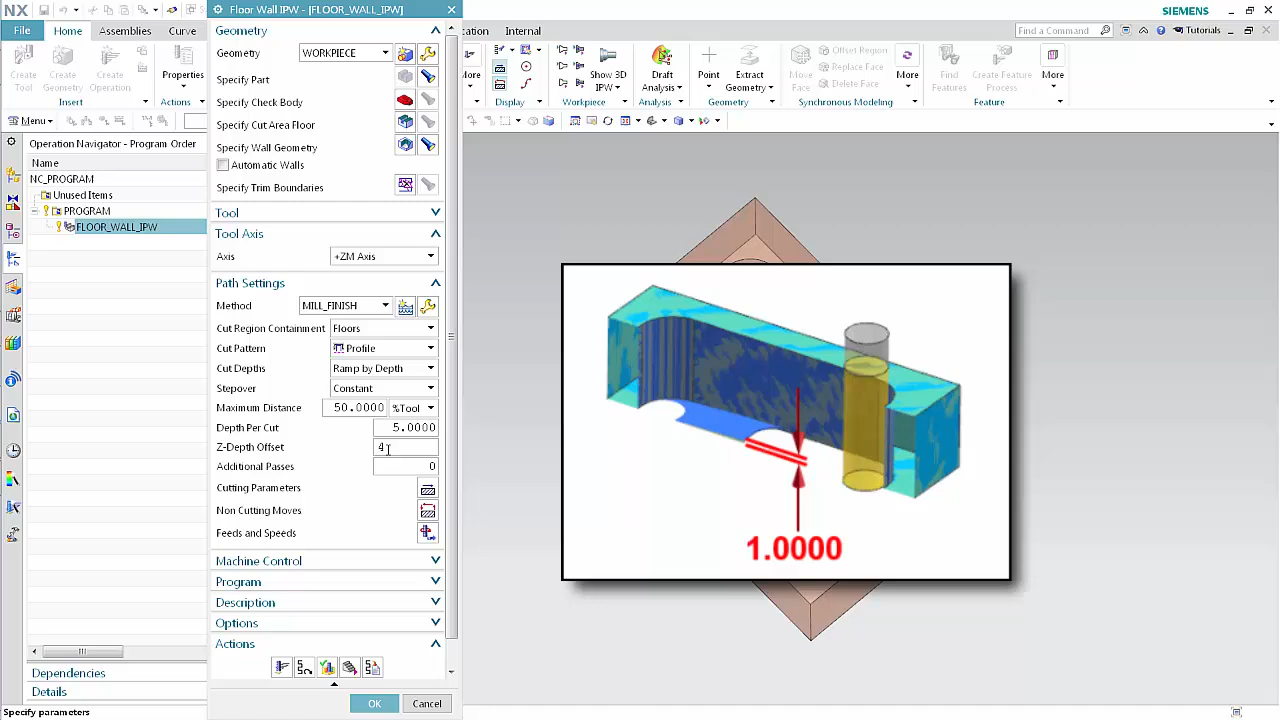 NX
Floor Wall IPW - [FLOOR_WALL_IPW]
SIEMENS
File
Home
Assemblies
Curve
Internal
Find a Command
Tutorials
Create Tool
Create Geometry
Create Operation
Properties
More
Show 3D IPW
Draft Analysis
Point
Extract Geometry
Move Face
Offset Region
Replace Face
Delete Face
More
Find Features
Create Feature Process
More
Insert
Actions
Display
Workpiece
Analysis
Geometry
Synchronous Modeling
Feature
Menu
Operation Navigator - Program Order
Name
NC_PROGRAM
Unused Items
PROGRAM
FLOOR_WALL_IPW
Dependencies
Details
Specify parameters
Geometry
Geometry WORKPIECE
Specify Part
Specify Check Body
Specify Cut Area Floor
Specify Wall Geometry
Automatic Walls
Specify Trim Boundaries
Tool
Tool Axis
Axis +ZM Axis
Path Settings
Method MILL_FINISH
Cut Region Containment Floors
Cut Pattern Profile
Cut Depths Ramp by Depth
Stepover Constant
Maximum Distance 50.0000 %Tool
Depth Per Cut 5.0000
Z-Depth Offset 4
Additional Passes 0
Cutting Parameters
Non Cutting Moves
Feeds and Speeds
Machine Control
Program
Description
Options
Actions
OK Cancel
1.0000